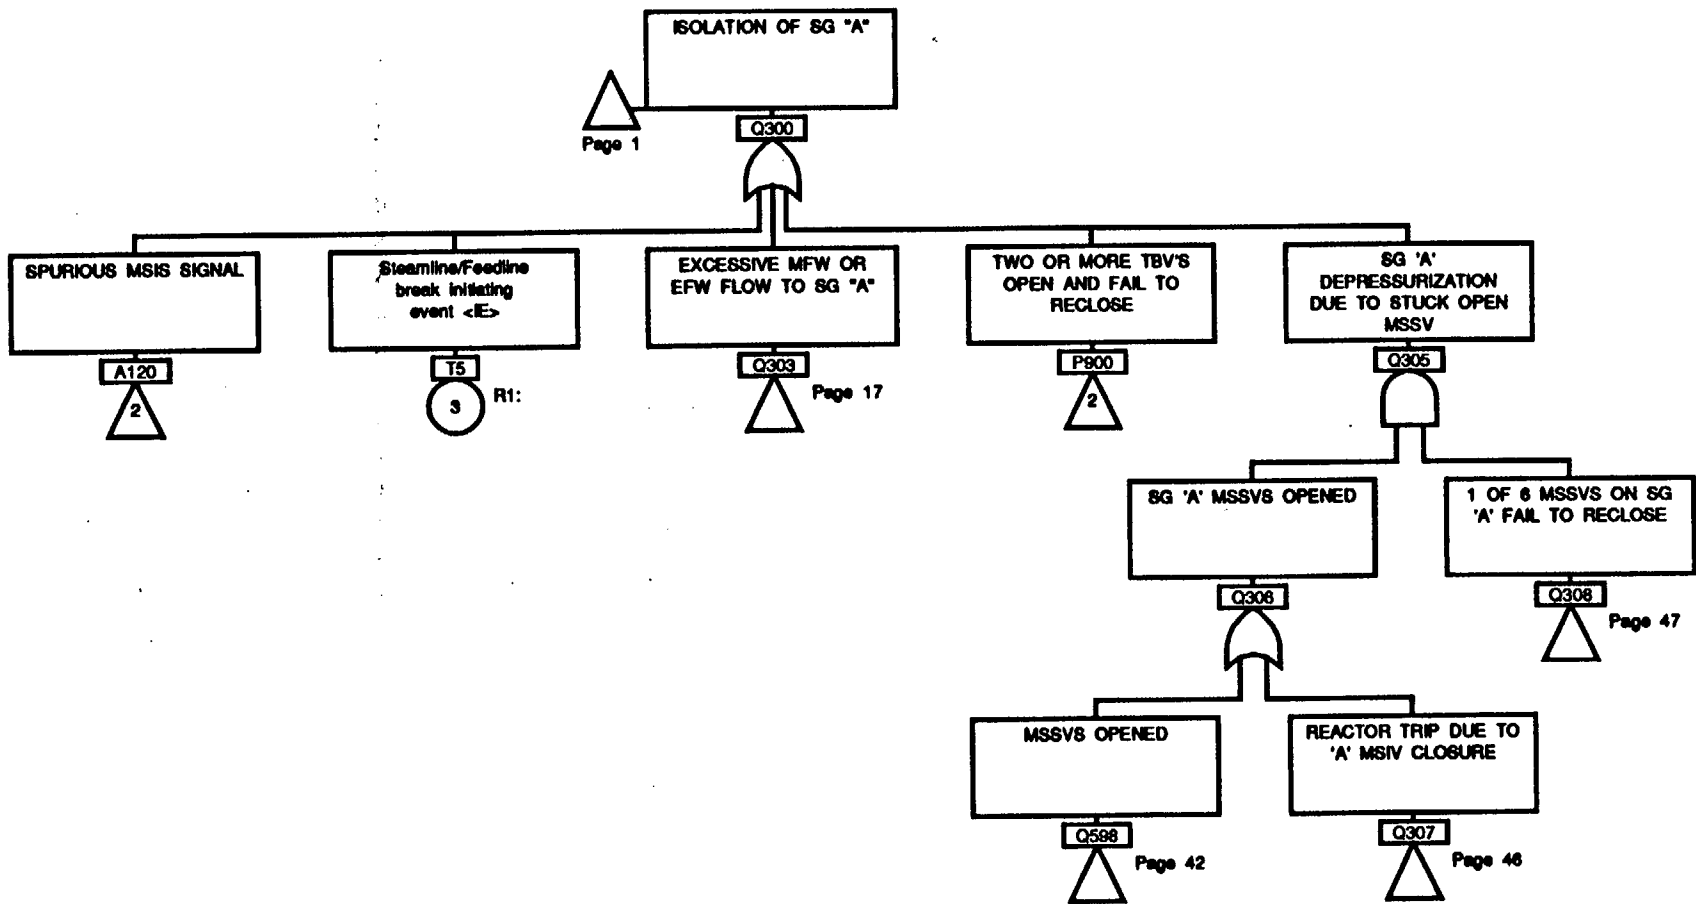 ISOLATION OF SG "A"
Page 1
Q300
SPURIOUS MSIS SIGNAL
A120
2
Steamline/Feedline
break initiating
event <IE>
T5
3
R1:
EXCESSIVE MFW OR
EFW FLOW TO SG "A"
Q303
Page 17
TWO OR MORE TBV'S
OPEN AND FAIL TO
RECLOSE
P900
2
SG 'A'
DEPRESSURIZATION
DUE TO STUCK OPEN
MSSV
Q305
SG 'A' MSSVS OPENED
Q306
1 OF 6 MSSVS ON SG
'A' FAIL TO RECLOSE
Q308
Page 47
MSSVS OPENED
Q598
Page 42
REACTOR TRIP DUE TO
'A' MSIV CLOSURE
Q307
Page 46